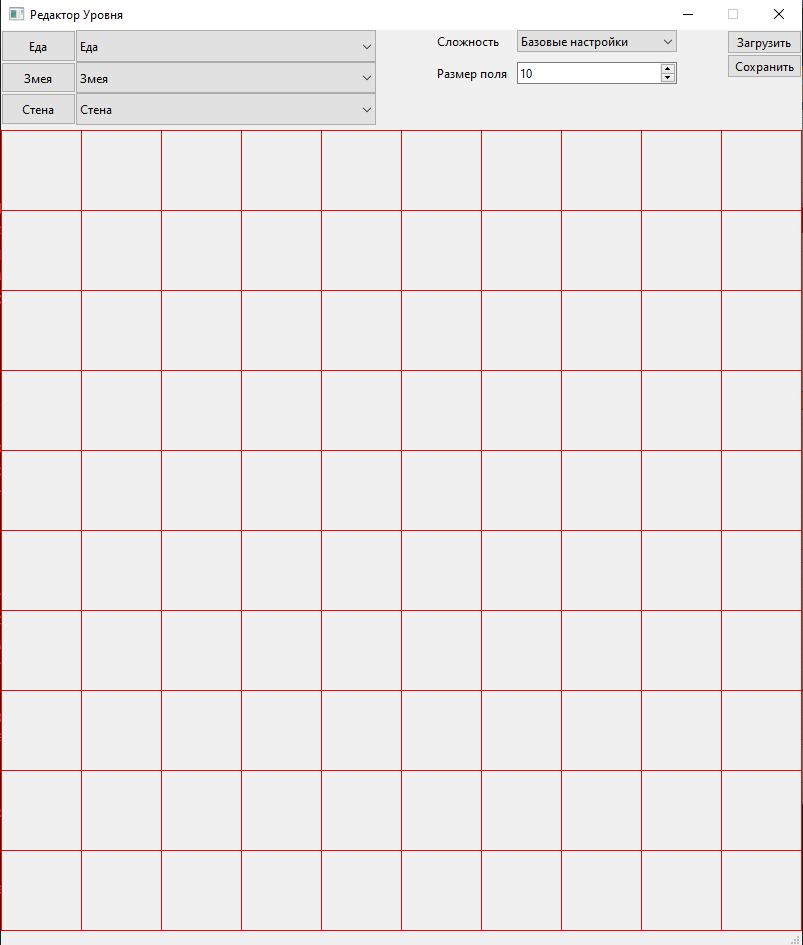 Редактор Уровня
Еда Еда Сложность Базовые настройки Загрузить
Змея Змея Размер поля 10 Сохранить
Стена Стена